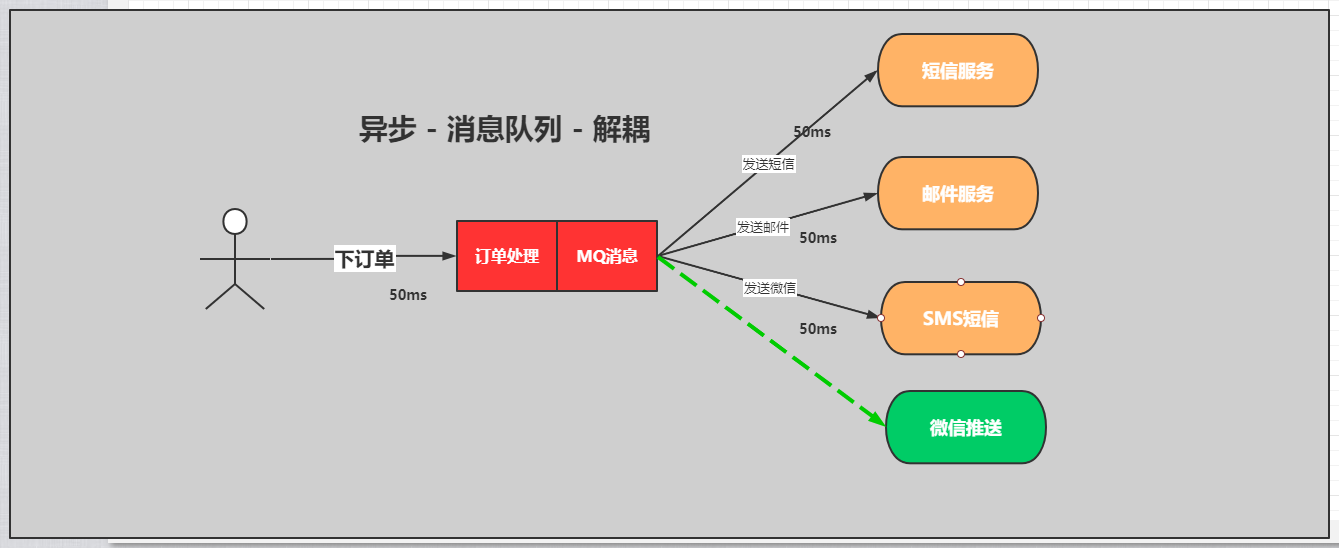 异步 - 消息队列 - 解耦
下订单
50ms
订单处理
MQ消息
发送短信
50ms
短信服务
发送邮件
50ms
邮件服务
发送微信
50ms
SMS短信
微信推送